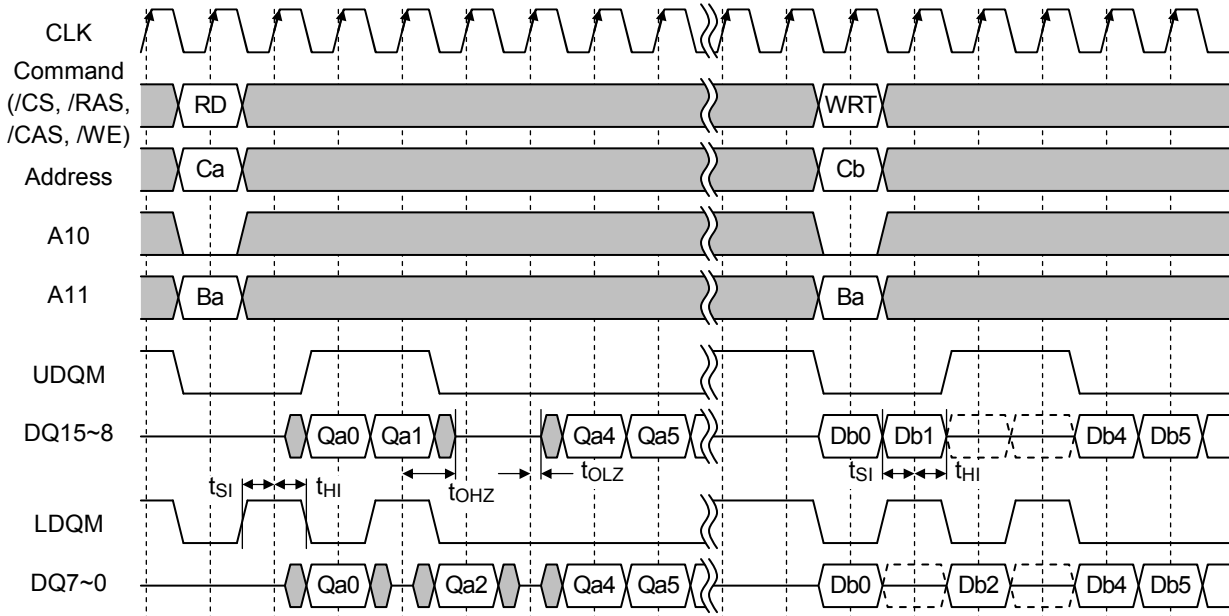 CLK
Command
(/CS, /RAS,
/CAS, /WE)
RD
WRT
Address
Ca
Cb
A10
A11
Ba
Ba
UDQM
DQ15~8
Qa0
Qa1
Qa4
Qa5
Db0
Db1
Db4
Db5
tSI
tHI
tOHZ
tOLZ
tSI
tHI
LDQM
DQ7~0
Qa0
Qa2
Qa4
Qa5
Db0
Db2
Db4
Db5